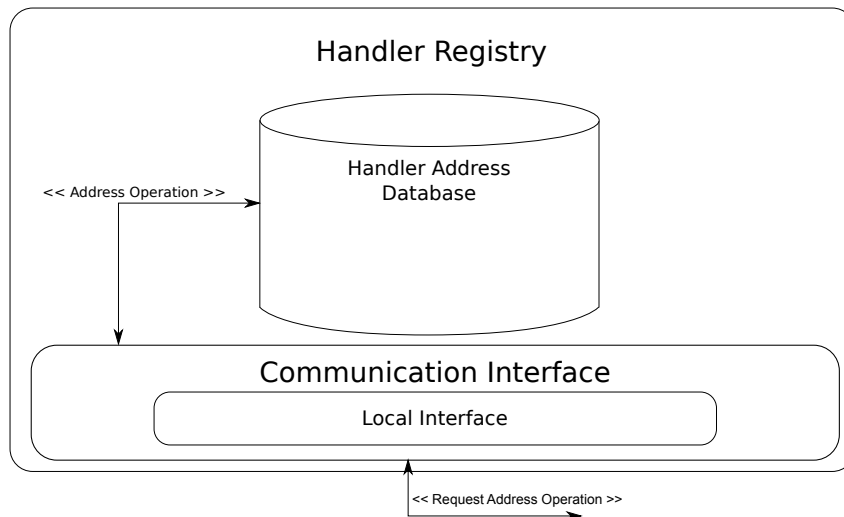 Handler Registry
Handler Address
Database
<< Address Operation >>
Communication Interface
Local Interface
<< Request Address Operation >>